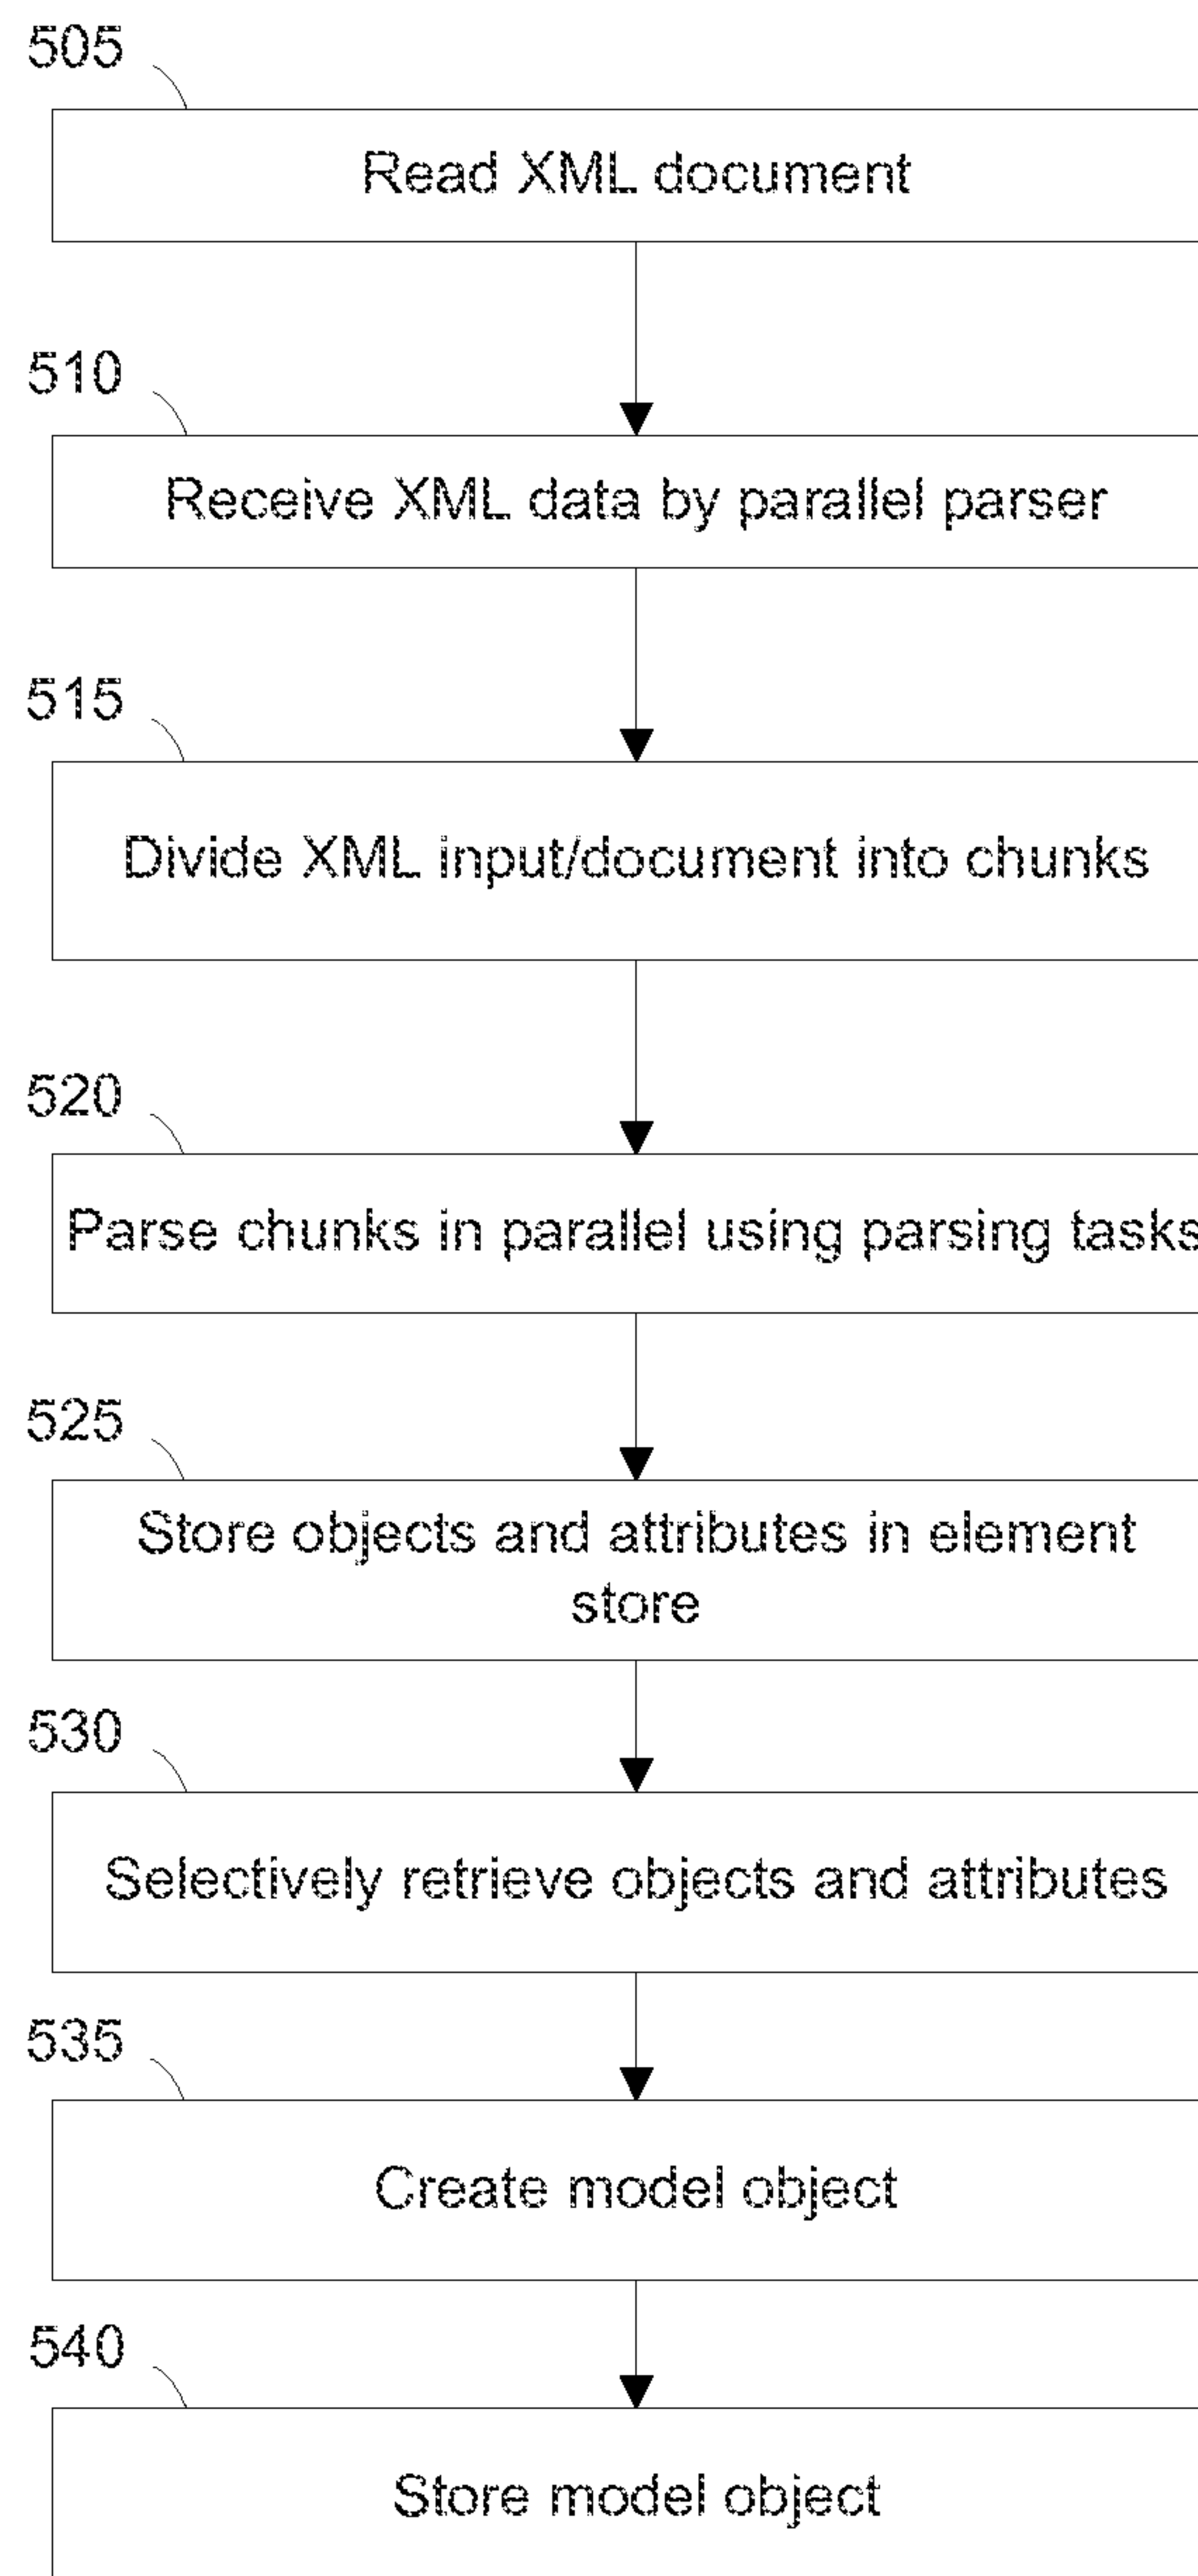 505
Read XML document
510
Receive XML data by parallel parser
515
Divide XML input/document into chunks
520
Parse chunks in parallel using parsing tasks
525
Store objects and attributes in element
store
530
Selectively retrieve objects and attributes
535
Create model object
540
Store model object